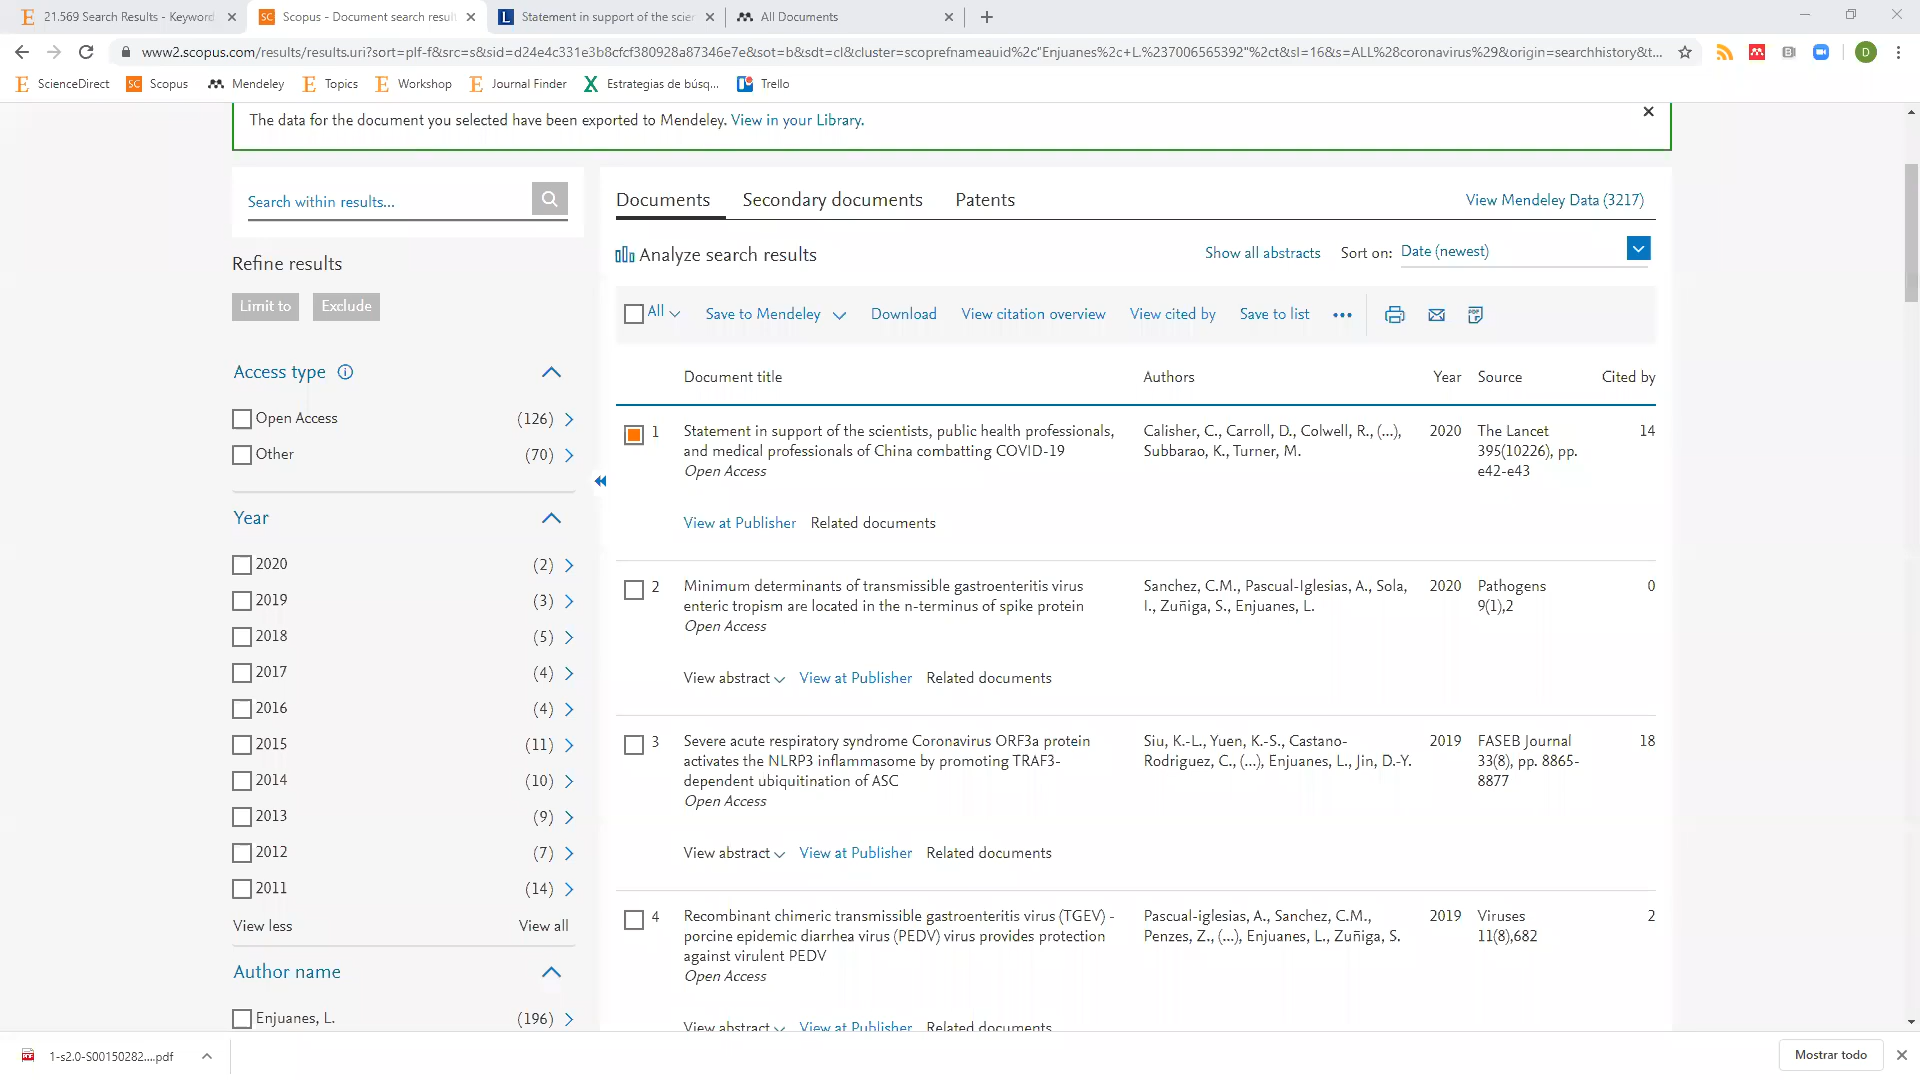 21.569 Search Results - Keyword
Scopus - Document search result
Statement in support of the scien
All Documents
www2.scopus.com/results/results.uri?sort=plf-f&src=s&sid=d24e4c331e3b8cfcf380928a87346e7e&sot=b&sdt=cl&cluster=scoprefnameauid%2c"Enjuanes%2c+L.%237006565392"%2ct&sl=16&s=ALL%28coronavirus%29&origin=searchhistory&t...
D
ScienceDirect
Scopus
Mendeley
Topics
Workshop
Journal Finder
Estrategias de búsq...
Trello
The data for the document you selected have been exported to Mendeley. View in your Library.
Search within results...
Refine results
Limit to
Exclude
Access type
Open Access (126)
Other (70)
Year
2020 (2)
2019 (3)
2018 (5)
2017 (4)
2016 (4)
2015 (11)
2014 (10)
2013 (9)
2012 (7)
2011 (14)
View less
View all
Author name
Enjuanes, L. (196)
Documents
Secondary documents
Patents
View Mendeley Data (3217)
Analyze search results
Show all abstracts
Sort on: Date (newest)
All
Save to Mendeley
Download
View citation overview
View cited by
Save to list
Document title
Authors
Year
Source
Cited by
1
Statement in support of the scientists, public health professionals,
and medical professionals of China combatting COVID-19
Open Access
Calisher, C., Carroll, D., Colwell, R., (...),
Subbarao, K., Turner, M.
2020
The Lancet
395(10226), pp.
e42-e43
14
View at Publisher
Related documents
2
Minimum determinants of transmissible gastroenteritis virus
enteric tropism are located in the n-terminus of spike protein
Open Access
Sanchez, C.M., Pascual-Iglesias, A., Sola,
I., Zuñiga, S., Enjuanes, L.
2020
Pathogens
9(1),2
0
View abstract
View at Publisher
Related documents
3
Severe acute respiratory syndrome Coronavirus ORF3a protein
activates the NLRP3 inflammasome by promoting TRAF3-
dependent ubiquitination of ASC
Open Access
Siu, K.-L., Yuen, K.-S., Castano-
Rodriguez, C., (...), Enjuanes, L., Jin, D.-Y.
2019
FASEB Journal
33(8), pp. 8865-
8877
18
View abstract
View at Publisher
Related documents
4
Recombinant chimeric transmissible gastroenteritis virus (TGEV) -
porcine epidemic diarrhea virus (PEDV) virus provides protection
against virulent PEDV
Open Access
Pascual-iglesias, A., Sanchez, C.M.,
Penzes, Z., (...), Enjuanes, L., Zuñiga, S.
2019
Viruses
11(8),682
2
View abstract
View at Publisher
Related documents
1-s2.0-S00150282....pdf
Mostrar todo